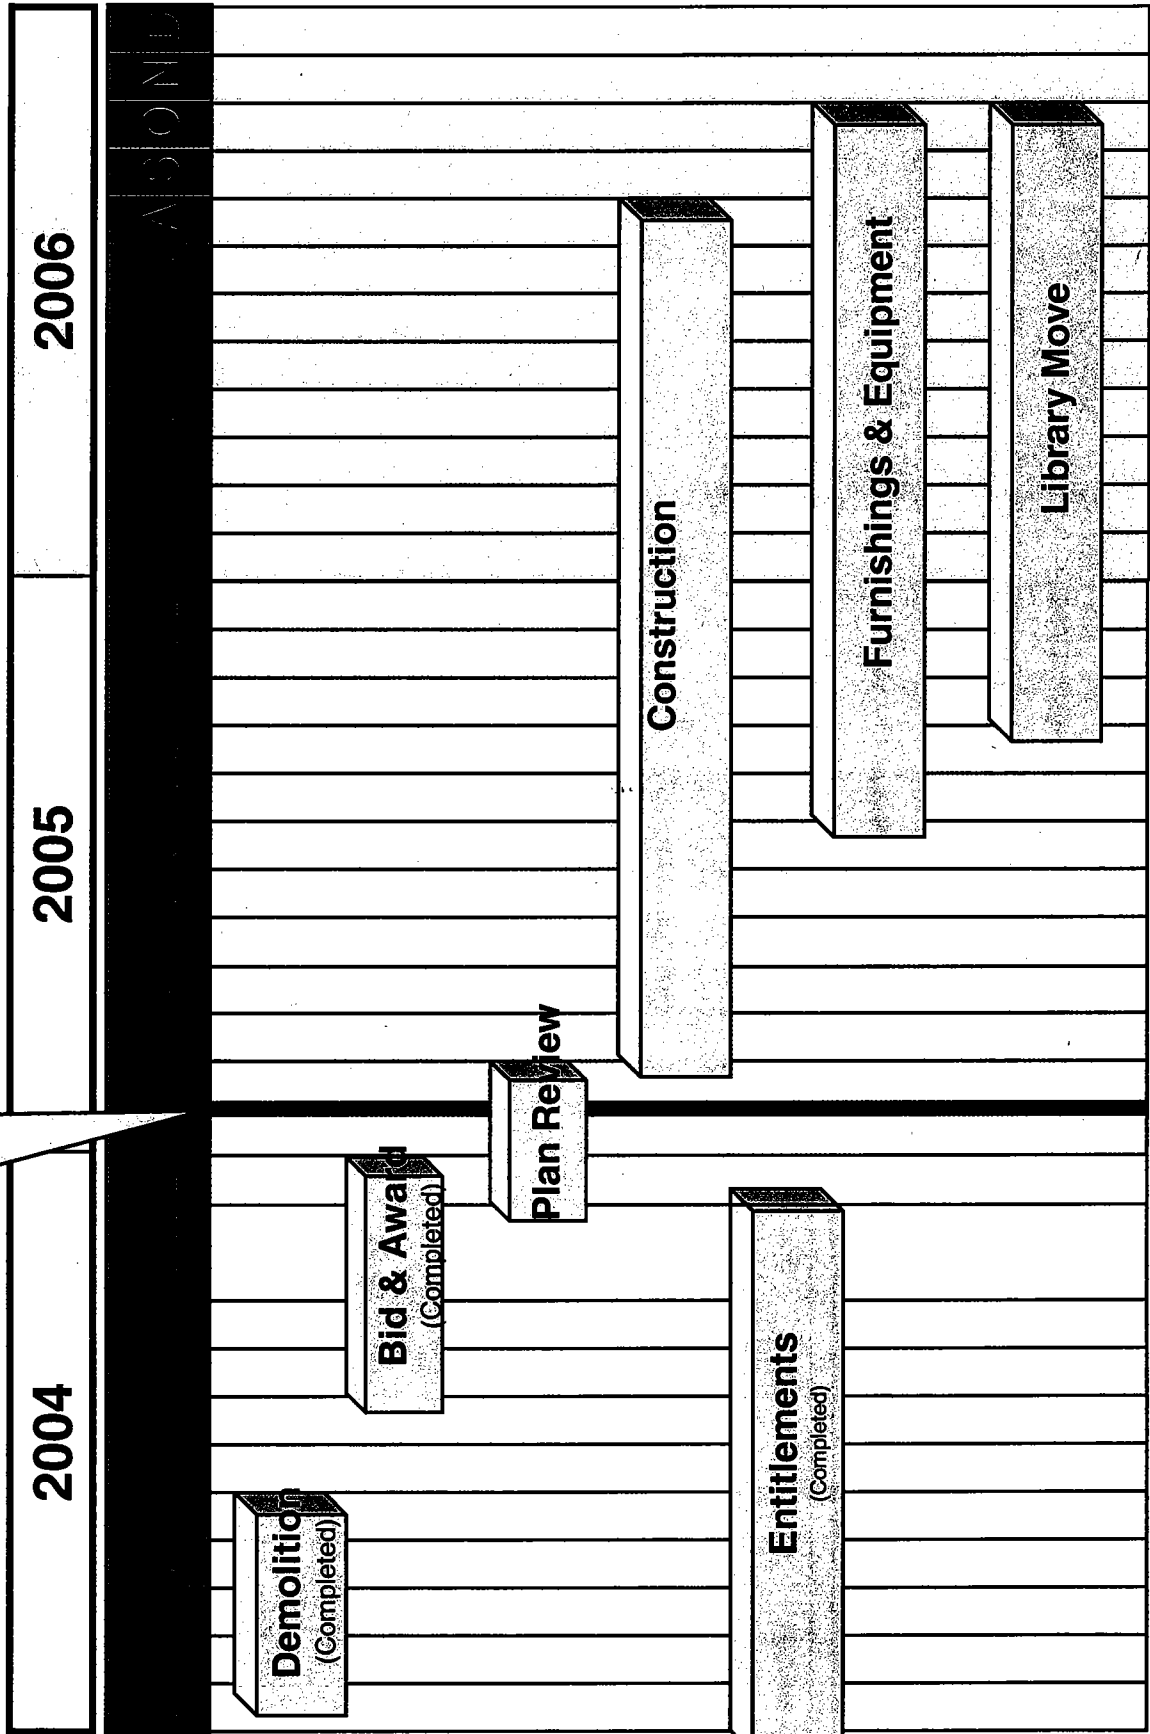 2004 2005 2006
Demolition
(Completed)
Bid & Award
(Completed)
Plan Review
Construction
Entitlements
(Completed)
Furnishings & Equipment
Library Move